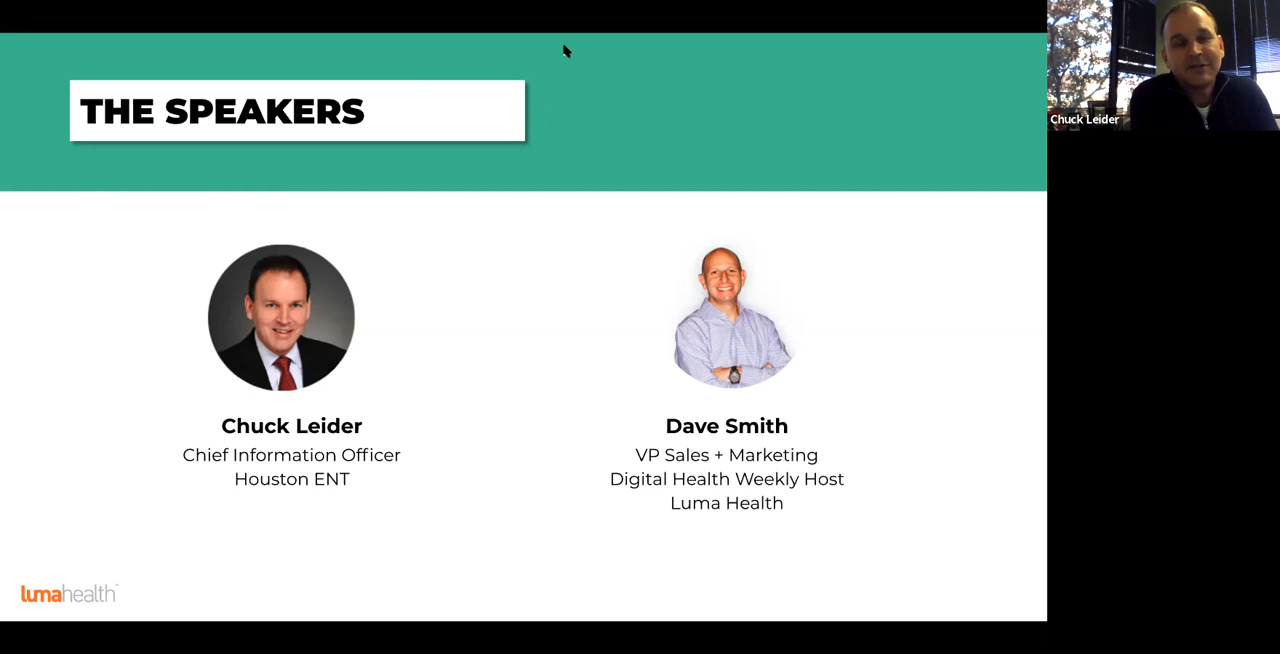 THE SPEAKERS
Chuck Leider
Chuck Leider
Chief Information Officer
Houston ENT
Dave Smith
VP Sales + Marketing
Digital Health Weekly Host
Luma Health
lumahealth